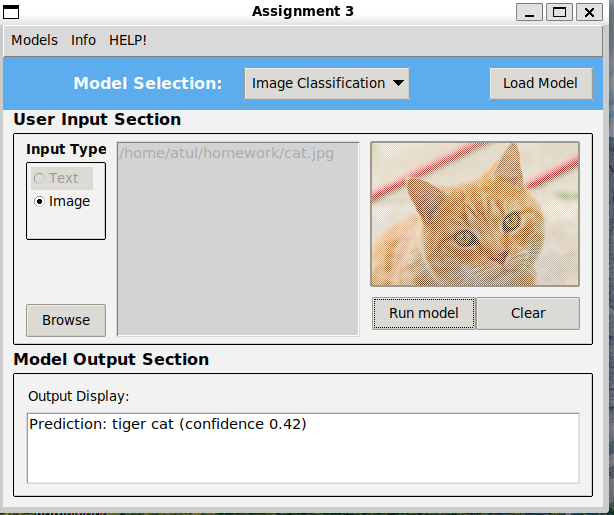 Assignment 3
Models Info HELP!
Model Selection: Image Classification Load Model
User Input Section
Input Type
/home/atul/homework/cat.jpg
Text
Image
Browse
Run model Clear
Model Output Section
Output Display:
Prediction: tiger cat (confidence 0.42)